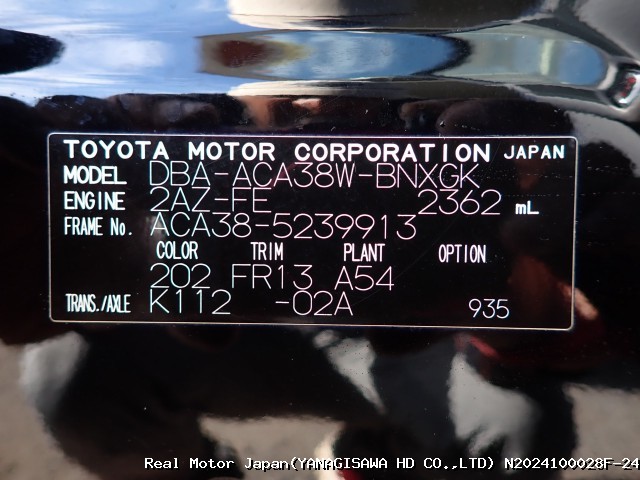 TOYOTA MOTOR CORPORATION JAPAN
MODEL DBA-ACA38W-BNXGK
ENGINE 2AZ-FE 2362 mL
FRAME No. ACA38-5239913
COLOR TRIM PLANT OPTION
202 FR13 A54
TRANS./AXLE K112 -02A 935
Real Motor Japan(YANAGISAWA HD CO.,LTD) N2024100028F-24